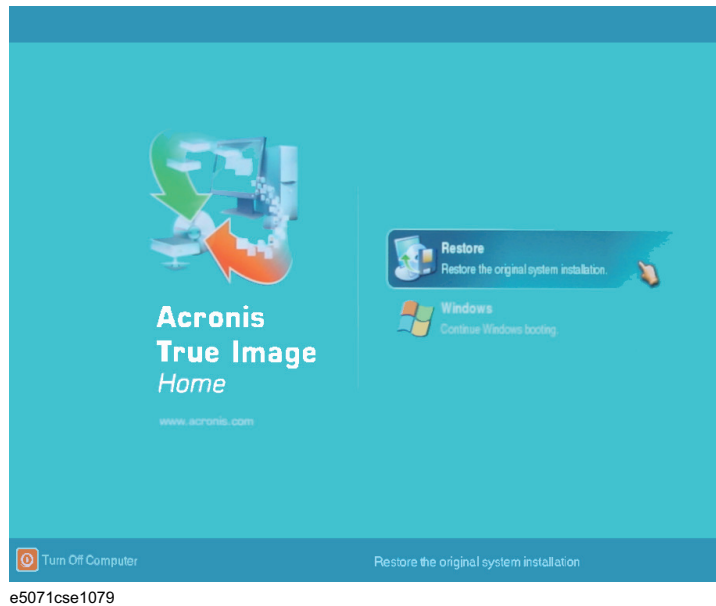 Acronis
True Image
Home
www.acronis.com
Restore
Restore the original system installation.
Windows
Continue Windows booting.
Turn Off Computer
Restore the original system installation
e5071cse1079